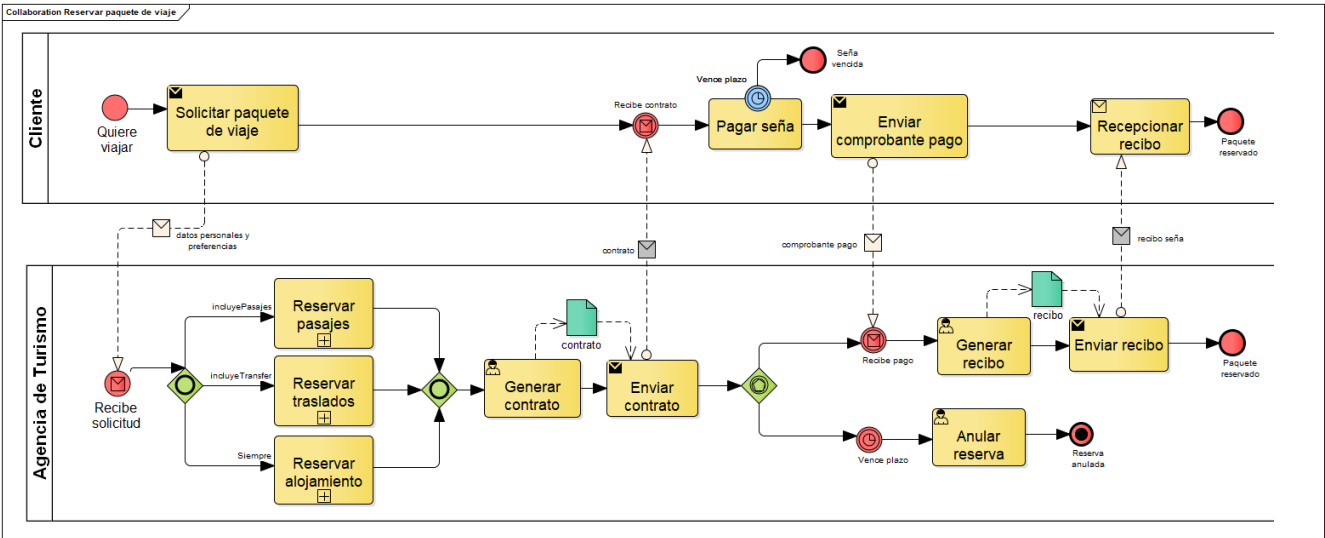 Collaboration Reservar paquete de viaje
Cliente
Quiere
viajar
Solicitar paquete
de viaje
Recibe contrato
Vence plazo
Seña
vencida
Pagar seña
Enviar
comprobante pago
Recepcionar
recibo
Paquete
reservado
datos personales y
preferencias
contrato
comprobante pago
recibo seña
Agencia de Turismo
Recibe
solicitud
incluyePasajes
Reservar
pasajes
incluyeTransfer
Reservar
traslados
Siempre
Reservar
alojamiento
Generar
contrato
contrato
Enviar
contrato
Recibe pago
Generar
recibo
recibo
Enviar recibo
Paquete
reservado
Vence plazo
Anular
reserva
Reserva
anulada